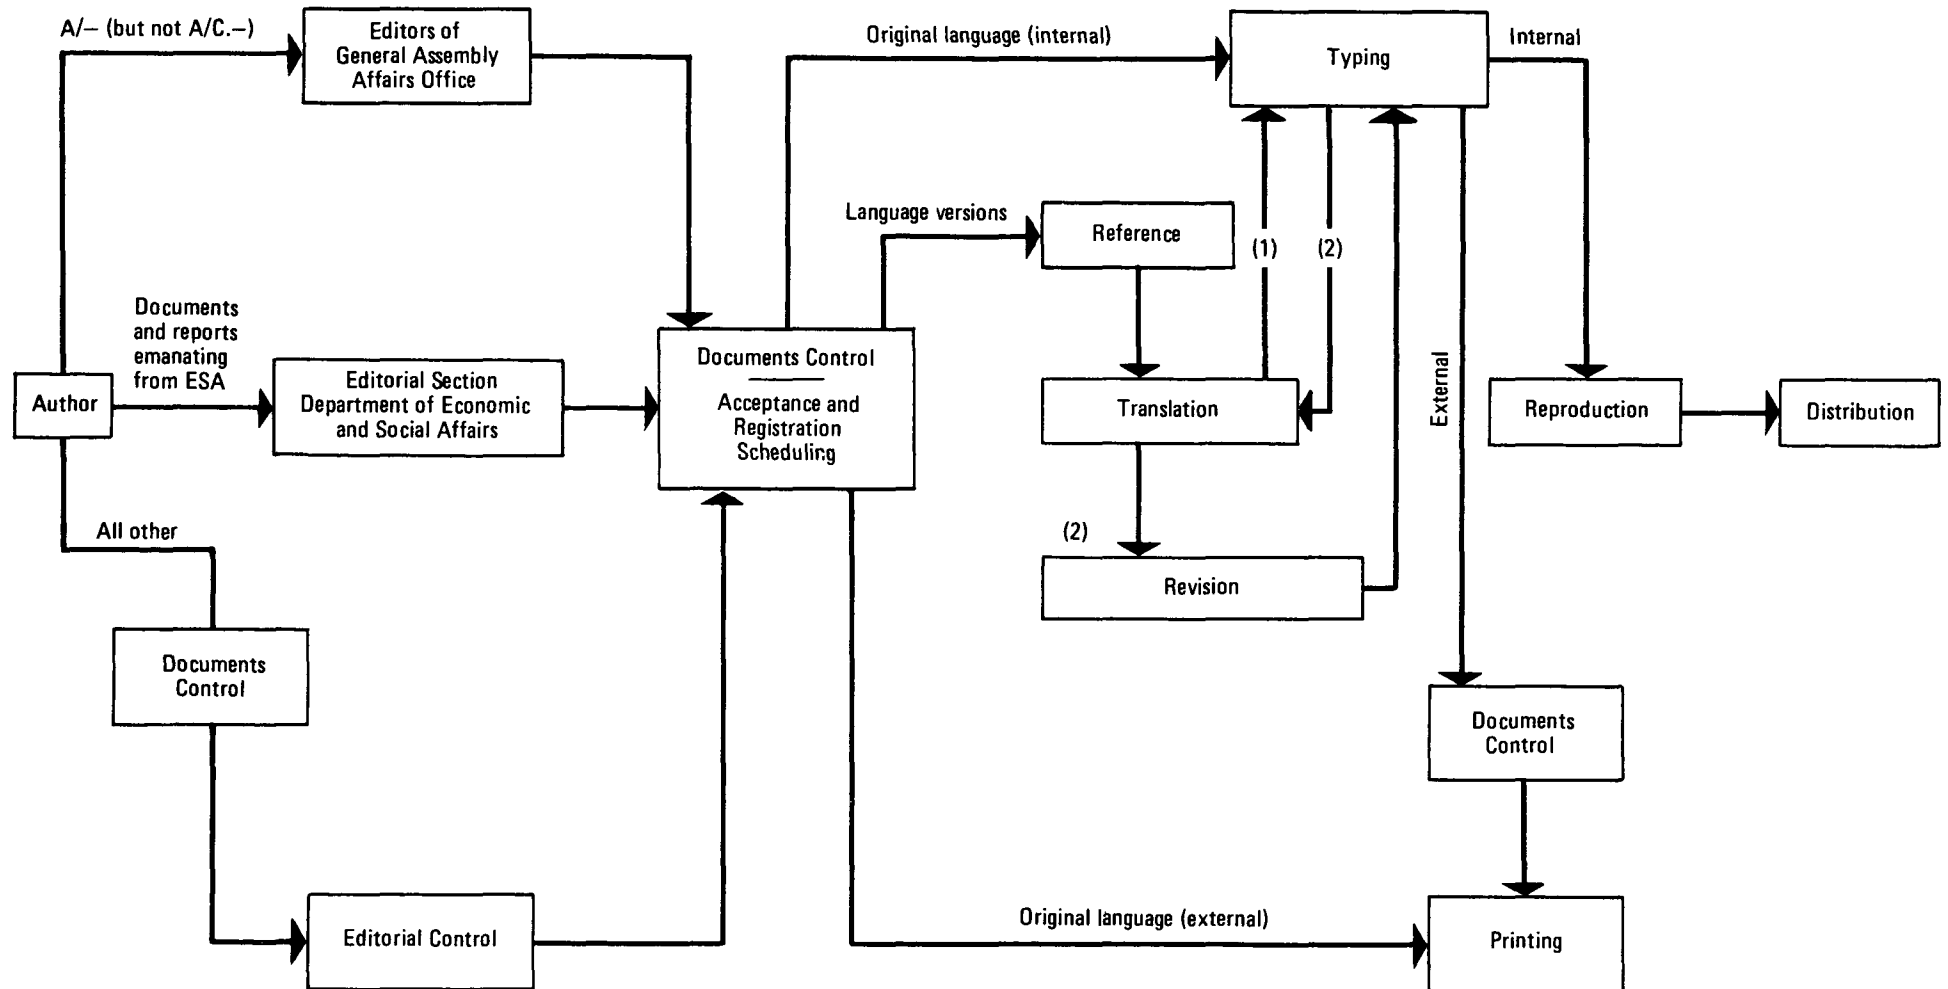 A/– (but not A/C.–)
Editors of
General Assembly
Affairs Office
Original language (internal)
Typing
Internal
Language versions
Reference
(1)
(2)
Documents
and reports
emanating
from ESA
Author
Editorial Section
Department of Economic
and Social Affairs
Documents Control
Acceptance and
Registration
Scheduling
Translation
External
Reproduction
Distribution
All other
(2)
Revision
Documents
Control
Documents
Control
Editorial Control
Original language (external)
Printing